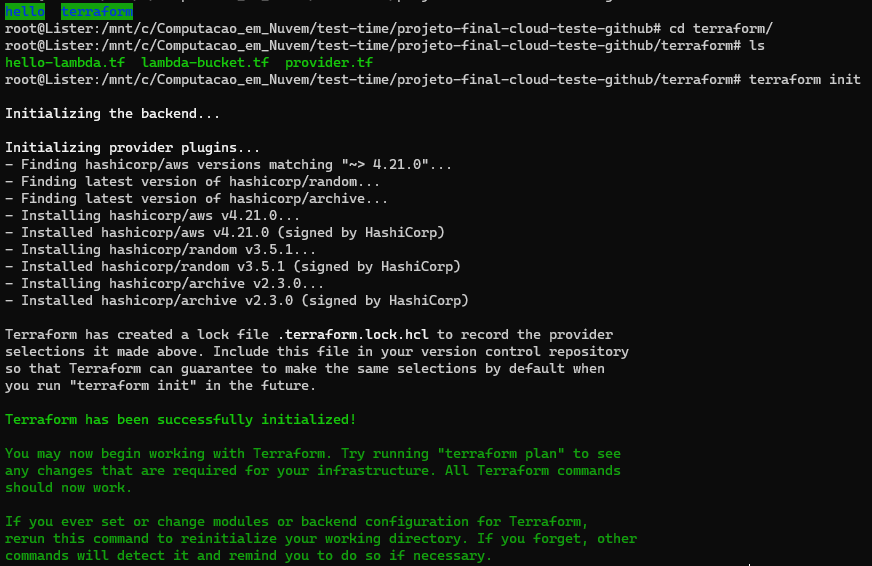 hello  terraform
root@Lister:/mnt/c/Computacao_em_Nuvem/test-time/projeto-final-cloud-teste-github# cd terraform/
root@Lister:/mnt/c/Computacao_em_Nuvem/test-time/projeto-final-cloud-teste-github/terraform# ls
hello-lambda.tf  lambda-bucket.tf  provider.tf
root@Lister:/mnt/c/Computacao_em_Nuvem/test-time/projeto-final-cloud-teste-github/terraform# terraform init

Initializing the backend...

Initializing provider plugins...
- Finding hashicorp/aws versions matching "~> 4.21.0"...
- Finding latest version of hashicorp/random...
- Finding latest version of hashicorp/archive...
- Installing hashicorp/aws v4.21.0...
- Installed hashicorp/aws v4.21.0 (signed by HashiCorp)
- Installing hashicorp/random v3.5.1...
- Installed hashicorp/random v3.5.1 (signed by HashiCorp)
- Installing hashicorp/archive v2.3.0...
- Installed hashicorp/archive v2.3.0 (signed by HashiCorp)

Terraform has created a lock file .terraform.lock.hcl to record the provider
selections it made above. Include this file in your version control repository
so that Terraform can guarantee to make the same selections by default when
you run "terraform init" in the future.

Terraform has been successfully initialized!

You may now begin working with Terraform. Try running "terraform plan" to see
any changes that are required for your infrastructure. All Terraform commands
should now work.

If you ever set or change modules or backend configuration for Terraform,
rerun this command to reinitialize your working directory. If you forget, other
commands will detect it and remind you to do so if necessary.